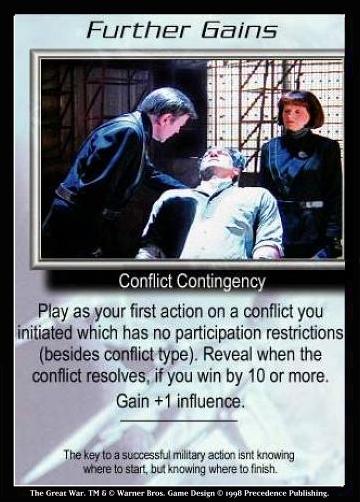 Further Gains
Conflict Contingency
Play as your first action on a conflict you
initiated which has no participation restrictions
(besides conflict type). Reveal when the
conflict resolves, if you win by 10 or more.
Gain +1 influence.
The key to a successful military action isnt knowing
where to start, but knowing where to finish.
The Great War. TM & © Warner Bros. Game Design © 1998 Precedence Publishing.